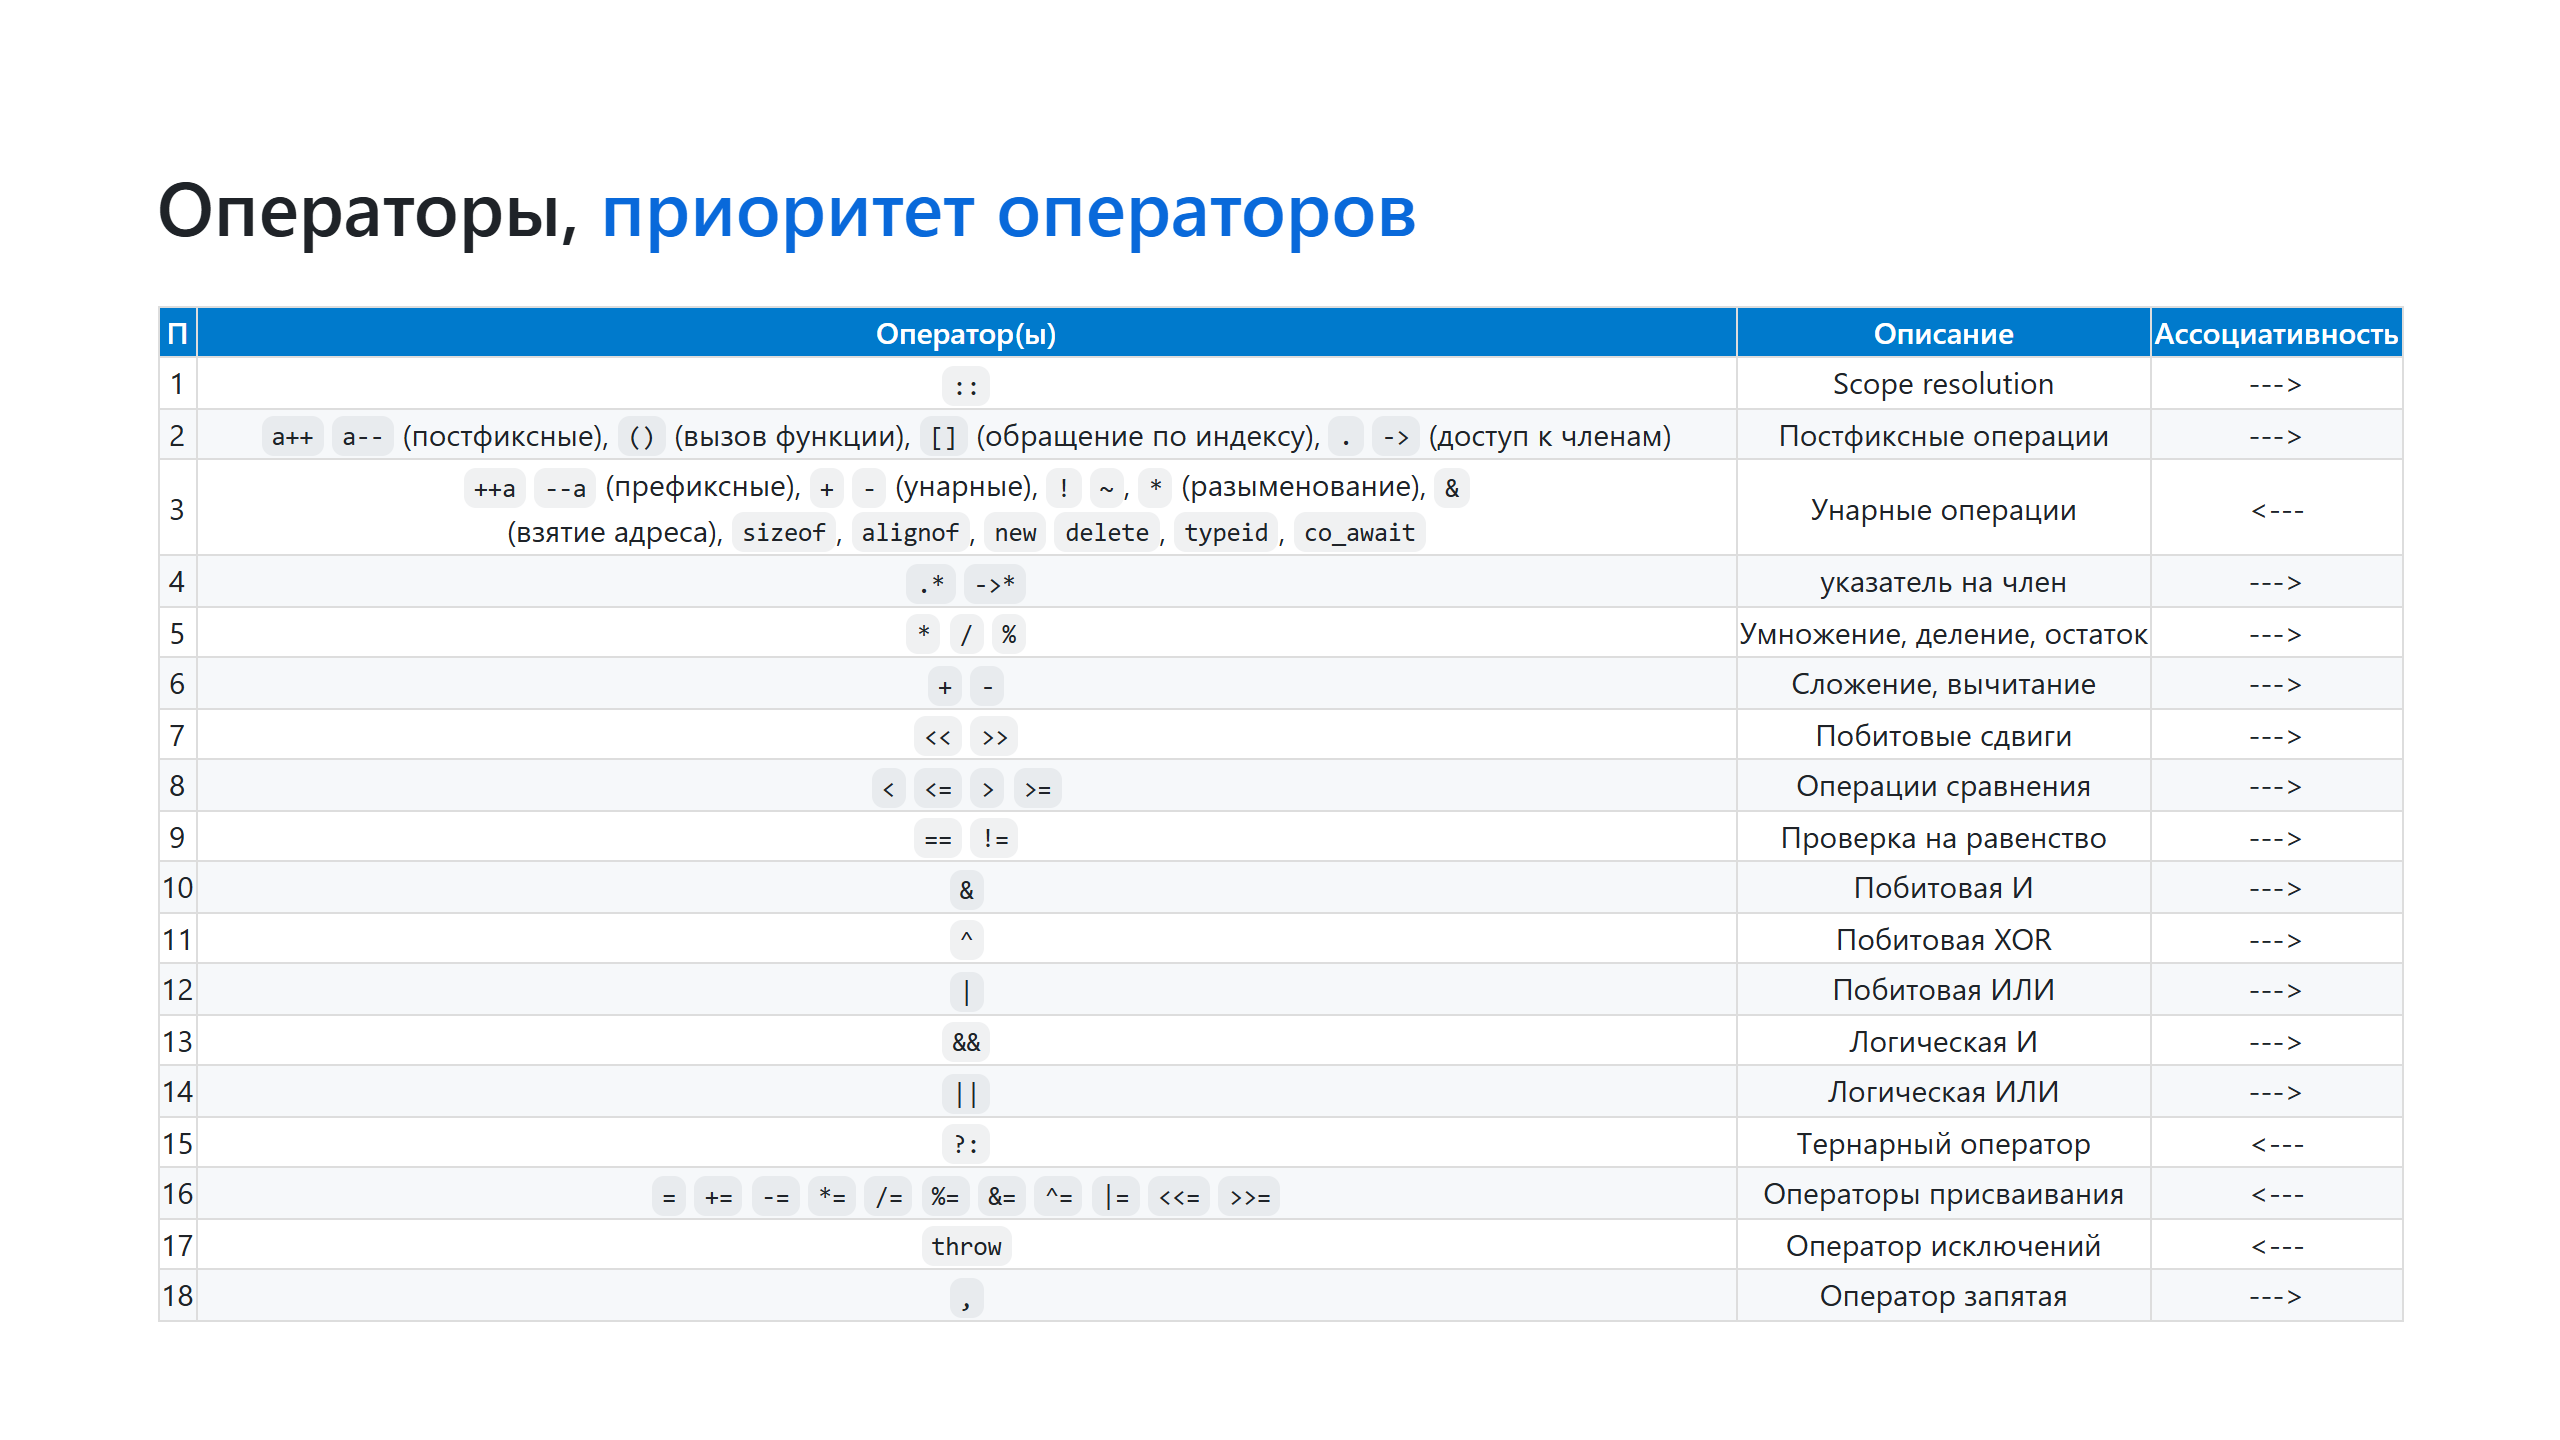 Операторы, приоритет операторов
П Оператор(ы) Описание Ассоциативность
1 :: Scope resolution --->
2 a++ a-- (постфиксные), () (вызов функции), [] (обращение по индексу), . -> (доступ к членам) Постфиксные операции --->
3 ++a --a (префиксные), + - (унарные), ! ~, * (разыменование), &
(взятие адреса), sizeof, alignof, new delete, typeid, co_await Унарные операции <---
4 .* ->* указатель на член --->
5 * / % Умножение, деление, остаток --->
6 + - Сложение, вычитание --->
7 << >> Побитовые сдвиги --->
8 < <= > >= Операции сравнения --->
9 == != Проверка на равенство --->
10 & Побитовая И --->
11 ^ Побитовая XOR --->
12 | Побитовая ИЛИ --->
13 && Логическая И --->
14 || Логическая ИЛИ --->
15 ?: Тернарный оператор <---
16 = += -= *= /= %= &= ^= |= <<= >>= Операторы присваивания <---
17 throw Оператор исключений <---
18 , Оператор запятая --->